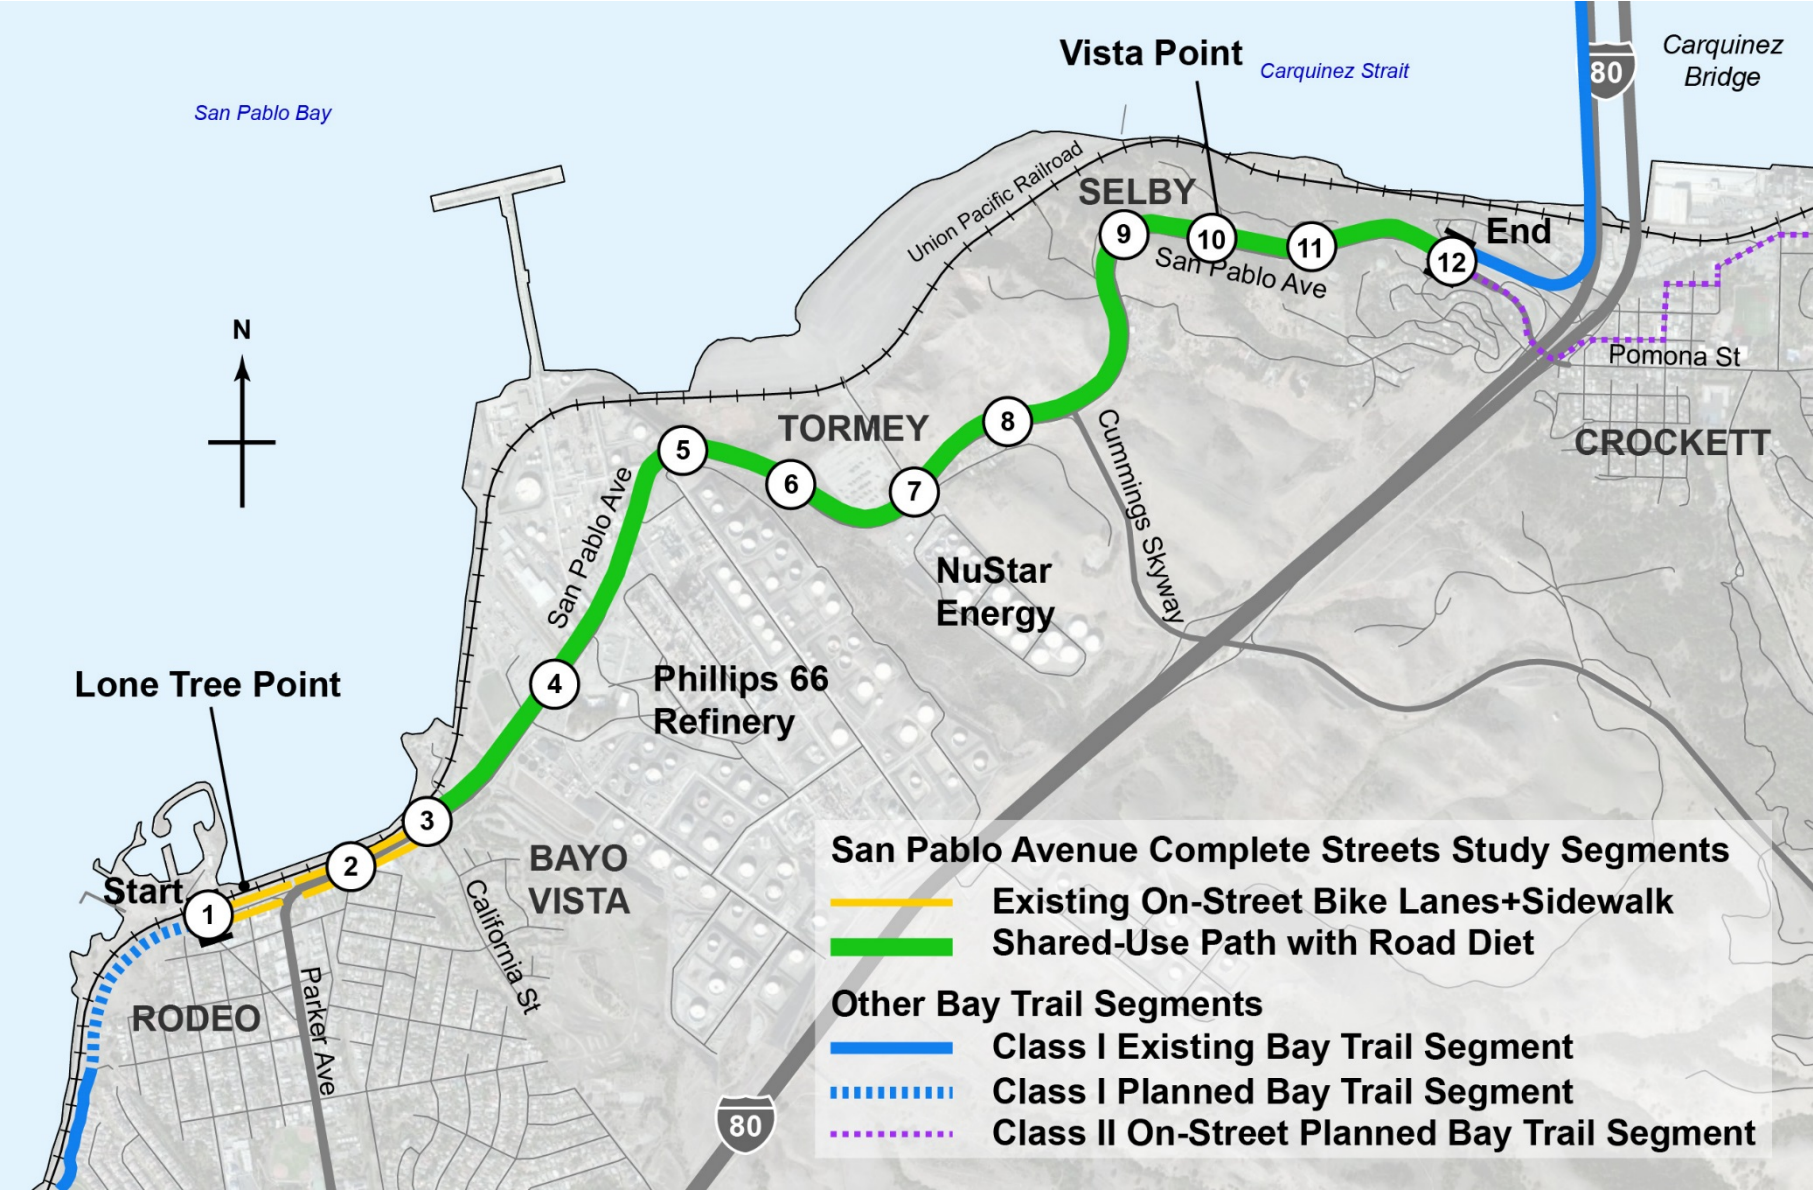 Vista Point
Carquinez Strait
Carquinez
Bridge
80
San Pablo Bay
Union Pacific Railroad
SELBY
End
9
10
11
12
San Pablo Ave
N
Pomona St
TORMEY
CROCKETT
5
6
7
8
Cummings Skyway
San Pablo Ave
NuStar
Energy
Lone Tree Point
4
Phillips 66
Refinery
3
2
BAYO
VISTA
Start
1
California St
Parker Ave
RODEO
80
San Pablo Avenue Complete Streets Study Segments
Existing On-Street Bike Lanes+Sidewalk
Shared-Use Path with Road Diet
Other Bay Trail Segments
Class I Existing Bay Trail Segment
Class I Planned Bay Trail Segment
Class II On-Street Planned Bay Trail Segment